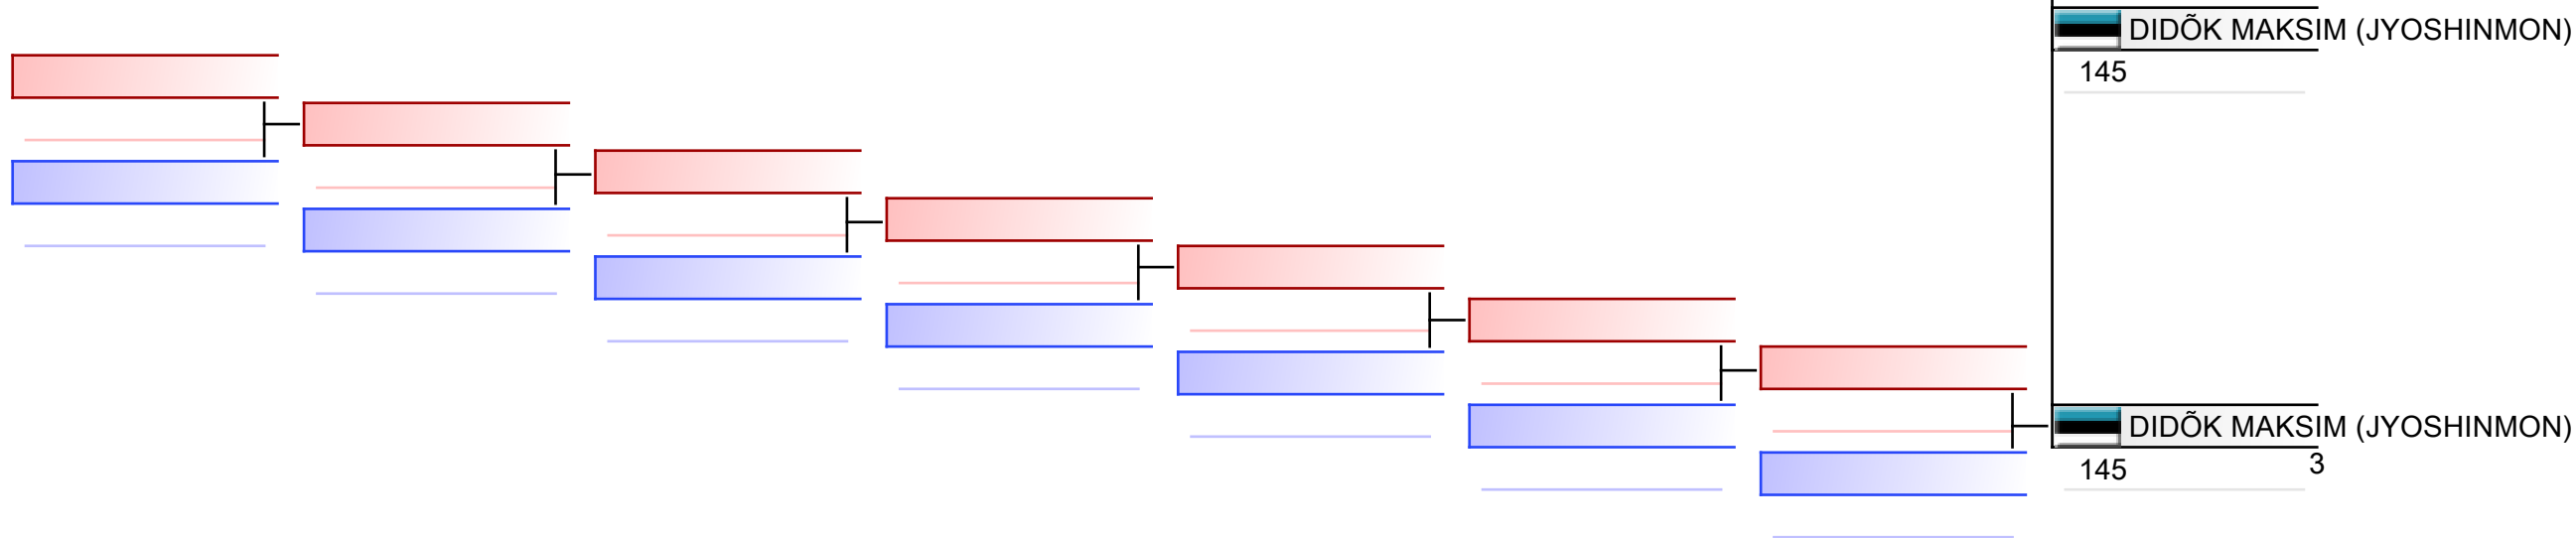 DIDÕK MAKSIM (JYOSHINMON)
145
DIDÕK MAKSIM (JYOSHINMON)
145 3